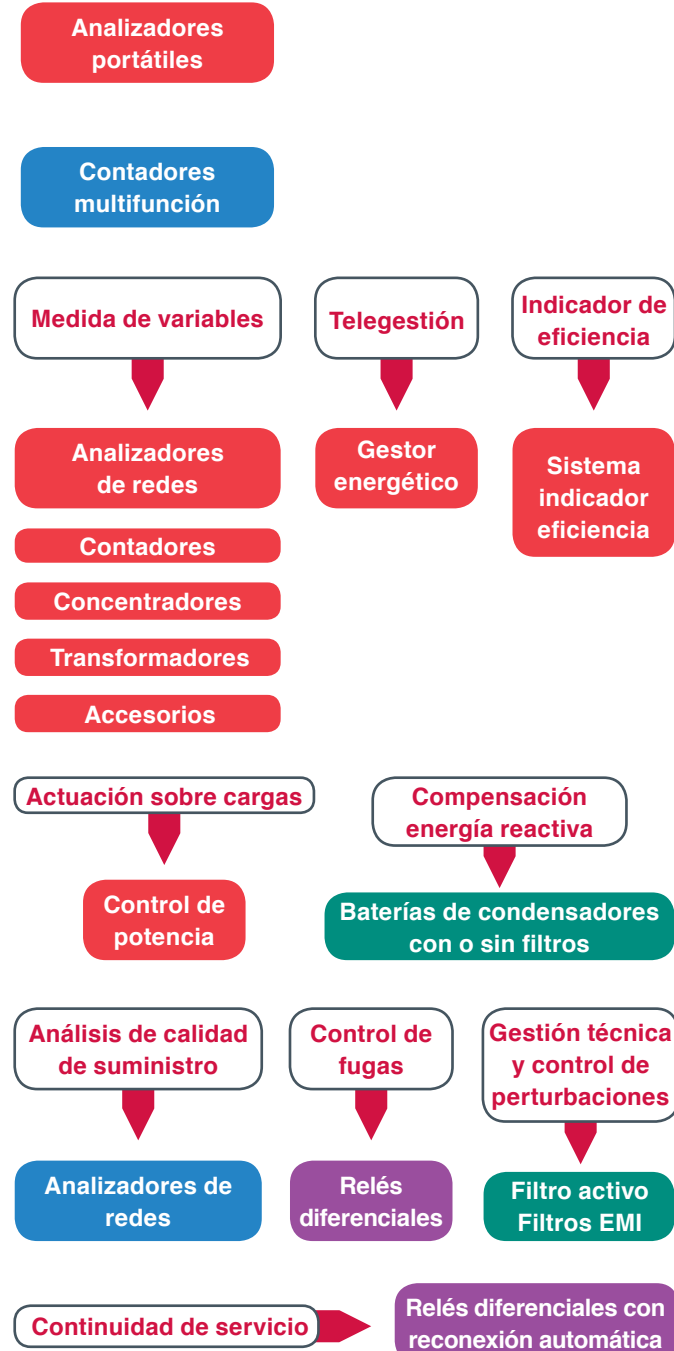 Analizadores
portátiles
Contadores
multifunción
Medida de variables
Telegestión
Indicador de
eficiencia
Analizadores
de redes
Gestor
energético
Sistema
indicador
eficiencia
Contadores
Concentradores
Transformadores
Accesorios
Actuación sobre cargas
Compensación
energía reactiva
Control de
potencia
Baterías de condensadores
con o sin filtros
Análisis de calidad
de suministro
Control de
fugas
Gestión técnica
y control de
perturbaciones
Analizadores de
redes
Relés
diferenciales
Filtro activo
Filtros EMI
Continuidad de servicio
Relés diferenciales con
reconexión automática